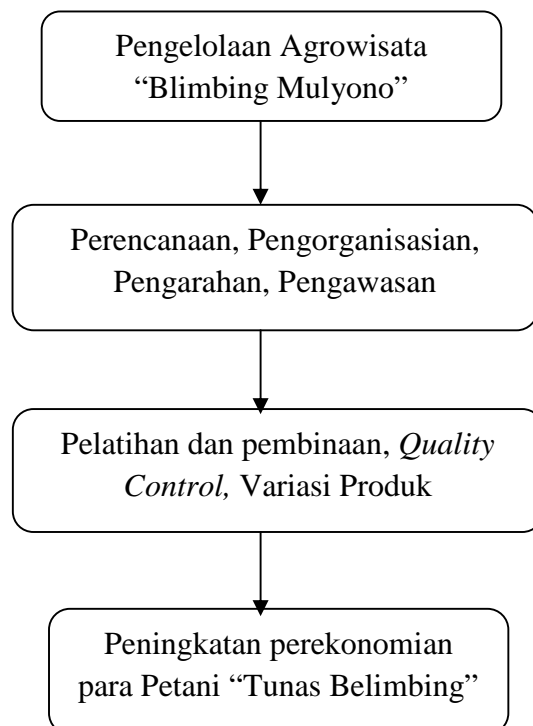 Pengelolaan Agrowisata
“Blimbing Mulyono”
Perencanaan, Pengorganisasian,
Pengarahan, Pengawasan
Pelatihan dan pembinaan, Quality
Control, Variasi Produk
Peningkatan perekonomian
para Petani “Tunas Belimbing”